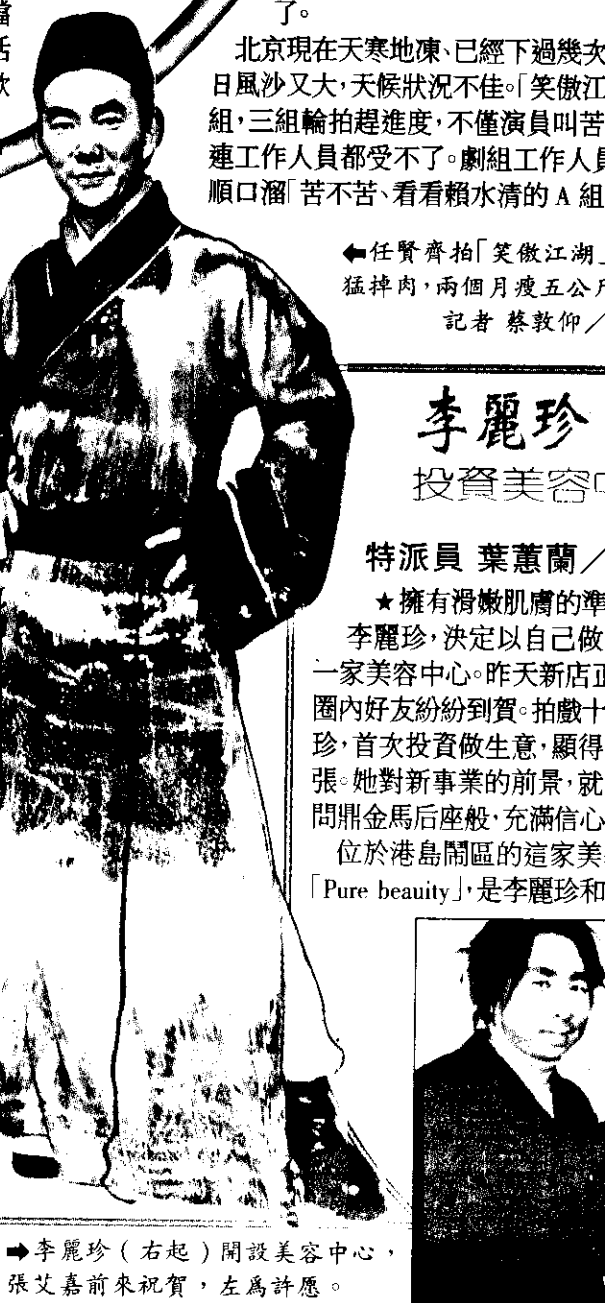 檔
活
欸
了。
北京現在天寒地凍、已經下過幾次
日風沙又大,天候狀況不佳。「笑傲江
組,三組輪拍趕進度,不僅演員叫苦
連工作人員都受不了。劇組工作人員
順口溜「苦不苦、看看賴水清的 A 組
⬅任賢齊拍「笑傲江湖」
猛掉肉,兩個月瘦五公斤
記者 蔡敦仰/
李麗珍
投資美容中
特派員 葉蕙蘭/
★擁有滑嫩肌膚的準
李麗珍,決定以自己做
一家美容中心。昨天新店正
圈內好友紛紛到賀。拍戲十
珍,首次投資做生意,顯得
張。她對新事業的前景,就
問鼎金馬后座般,充滿信心
位於港島鬧區的這家美
「Pure beauity」,是李麗珍和
➡李麗珍(右起)開設美容中心,
張艾嘉前來祝賀,左為許愿。